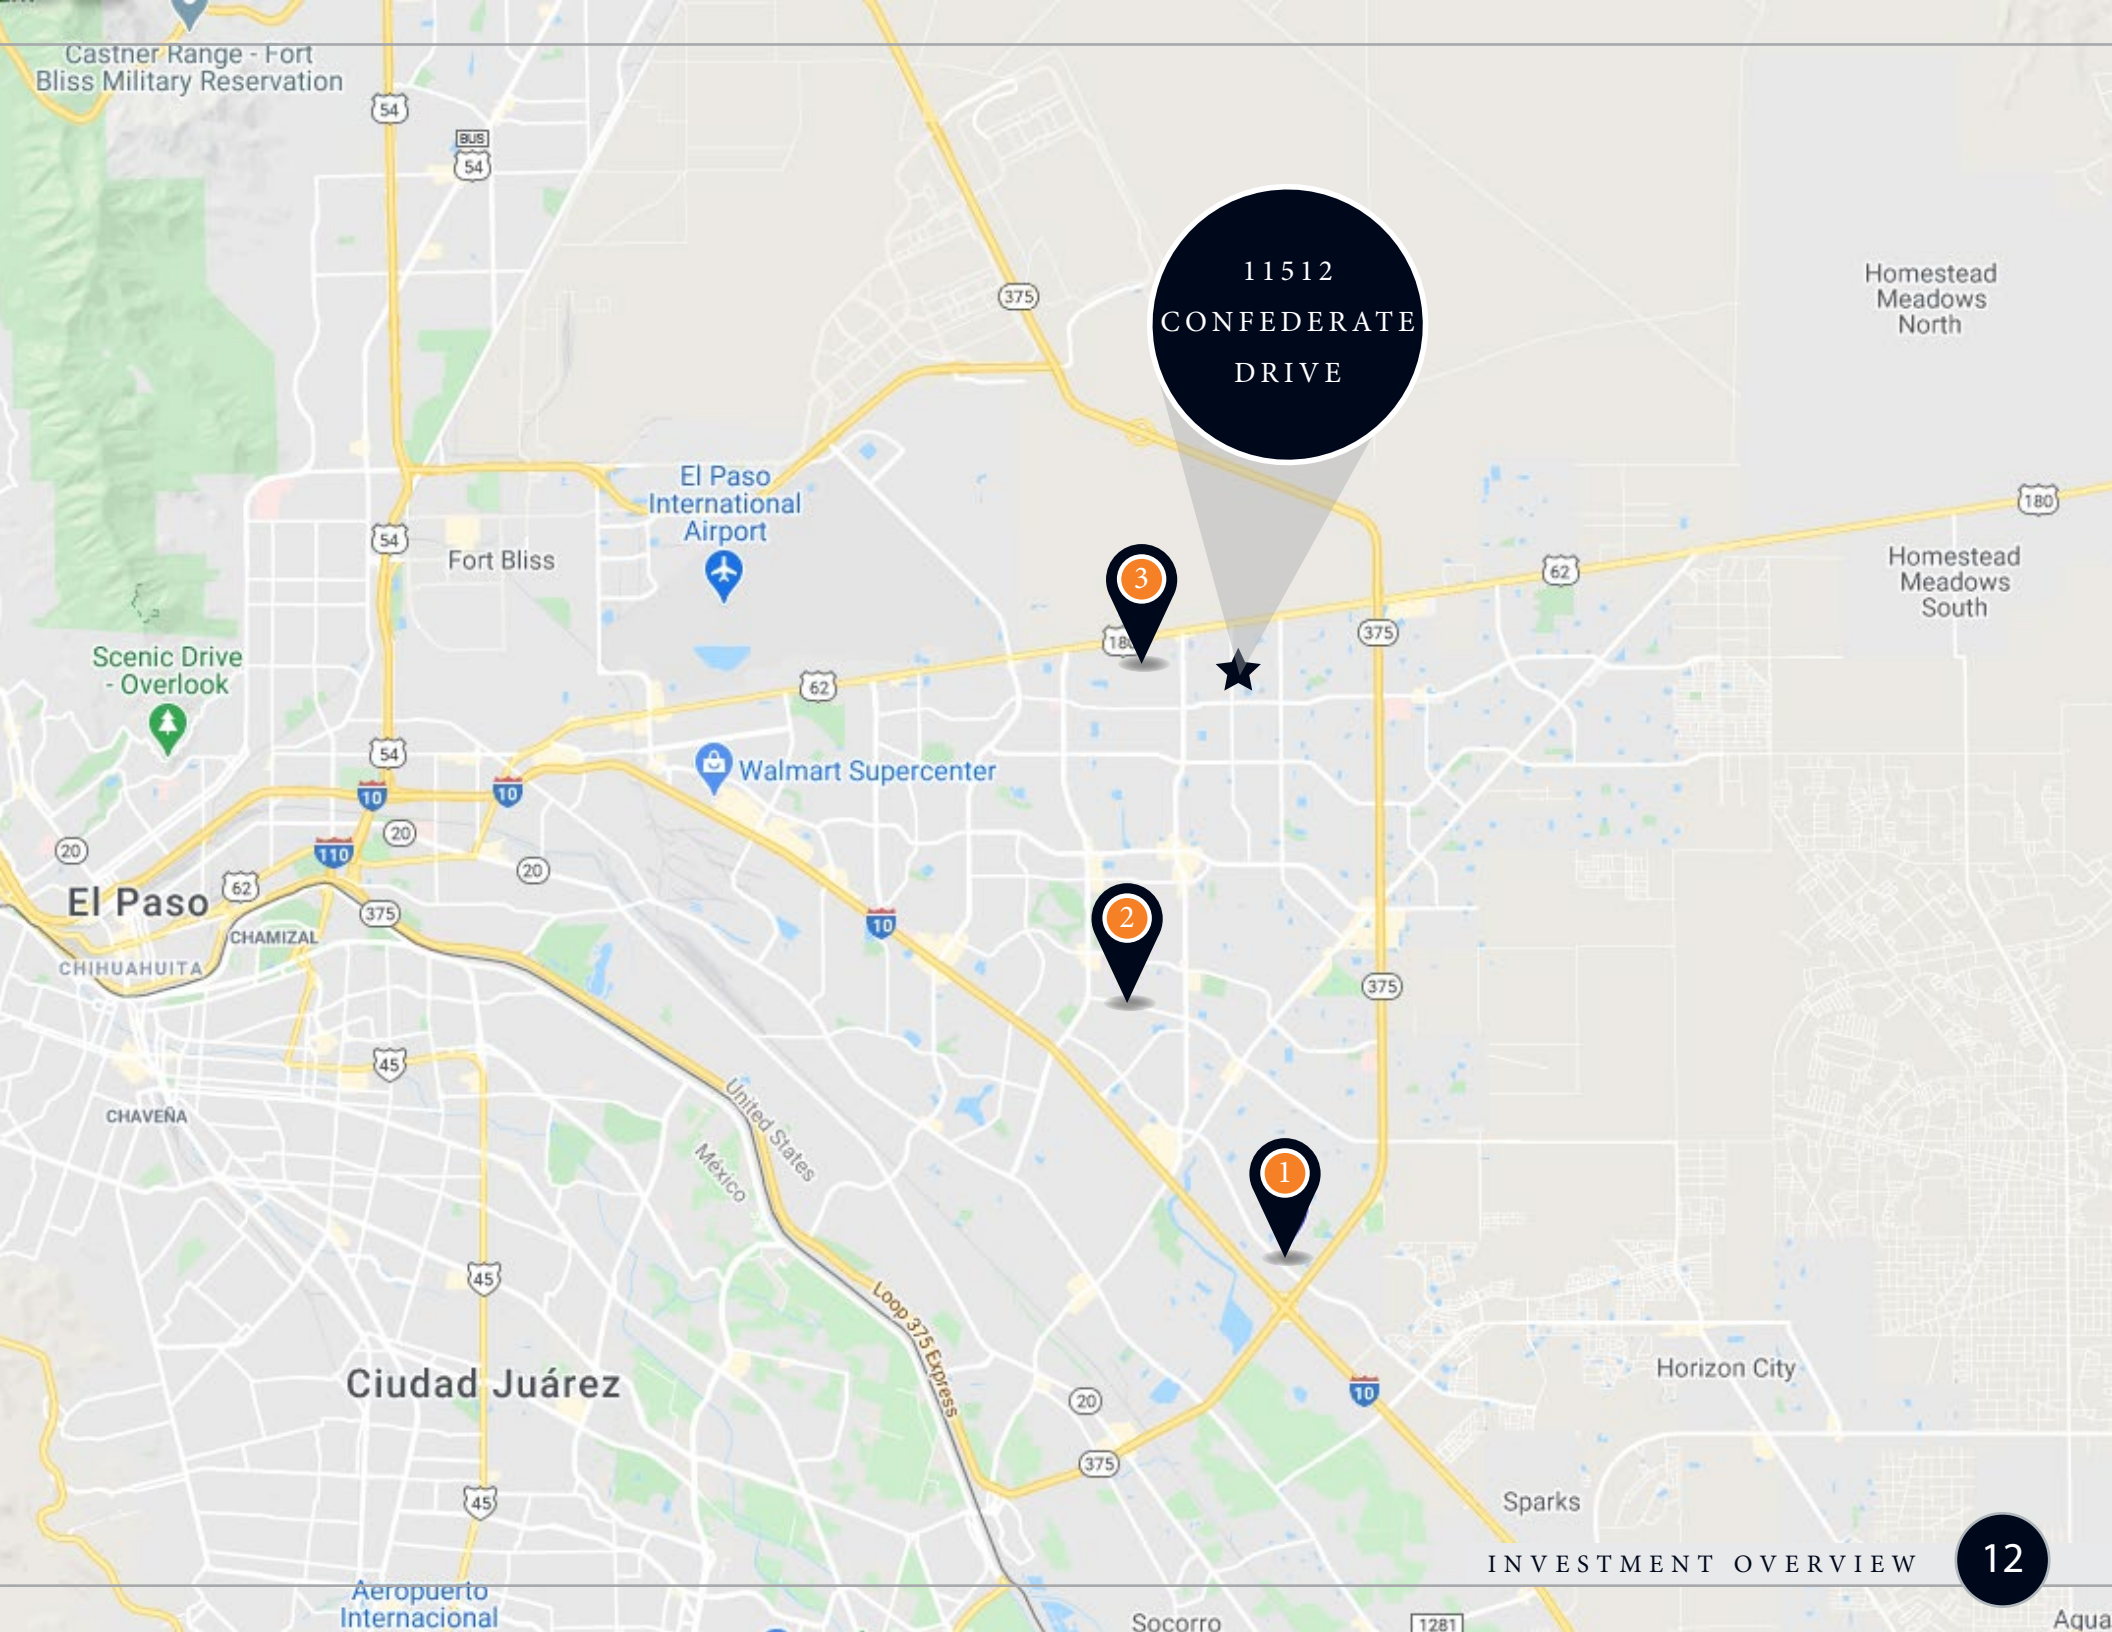 Castner Range - Fort
Bliss Military Reservation
54
BUS
54
11512
CONFEDERATE
DRIVE
375
Homestead
Meadows
North
El Paso
International
Airport
180
54
Fort Bliss
62
Homestead
Meadows
South
3
375
Scenic Drive
- Overlook
62
54
Walmart Supercenter
10
10
20
20
110
20
62
El Paso
375
10
2
CHAMIZAL
CHIHUAHUITA
375
45
United States
México
CHAVEÑA
1
45
Loop 375 Express
Ciudad Juárez
Horizon City
10
20
375
45
Sparks
INVESTMENT OVERVIEW
12
Aeropuerto
Internacional
Socorro
1281